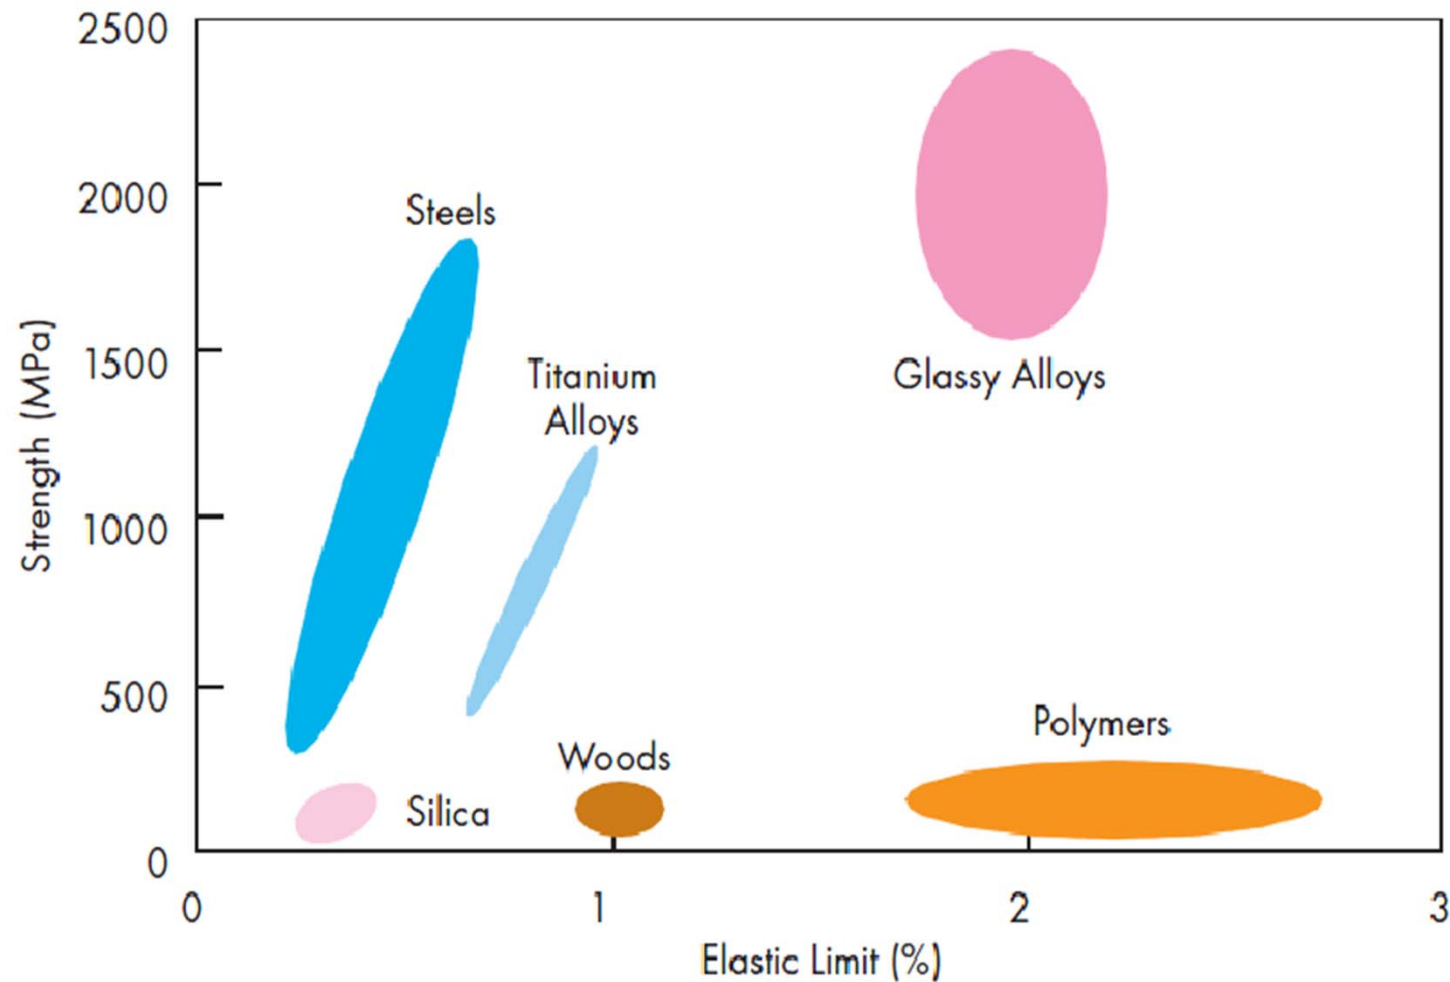 2500
2000
1500
1000
500
0
Strength (MPa)
Steels
Titanium
Alloys
Glassy Alloys
Polymers
Woods
Silica
0
1
2
3
Elastic Limit (%)